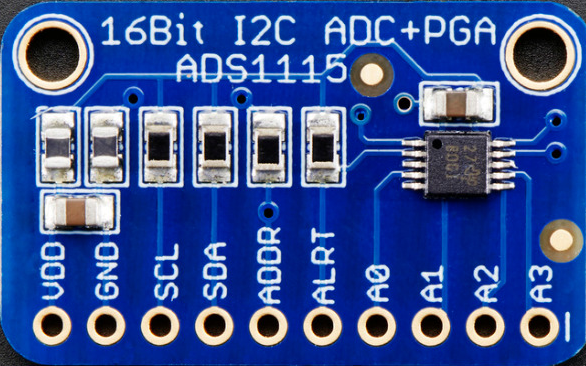 16Bit I2C ADC+PGA
ADS1115
VDD GND SCL SDA ADDR ALRT A0 A1 A2 A3